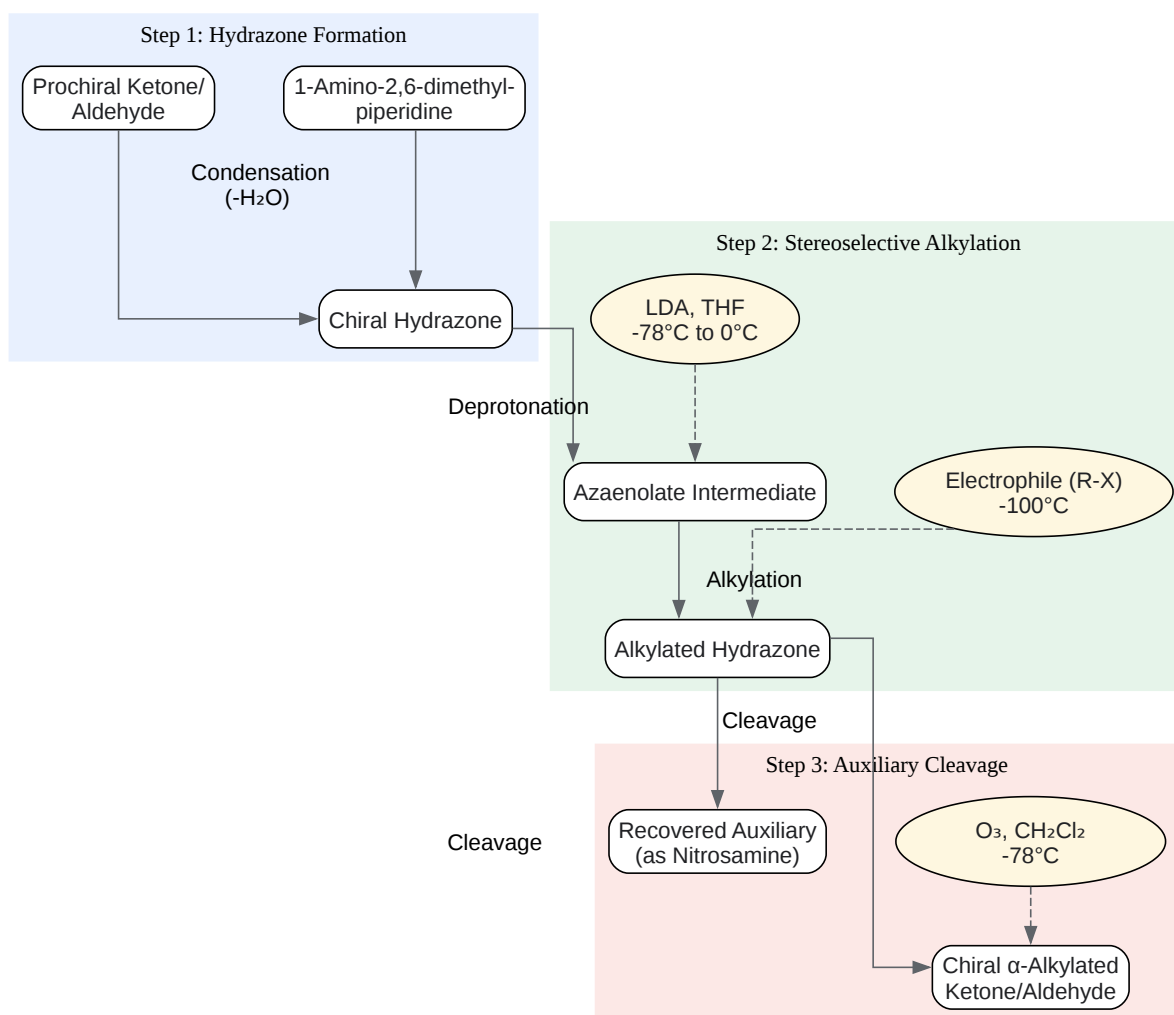 Step 1: Hydrazone Formation
Prochiral Ketone/
Aldehyde
1-Amino-2,6-dimethyl-
piperidine
Condensation
(-H₂O)
Chiral Hydrazone
Step 2: Stereoselective Alkylation
LDA, THF
-78°C to 0°C
Deprotonation
Azaenolate Intermediate
Electrophile (R-X)
-100°C
Alkylation
Alkylated Hydrazone
Cleavage
Step 3: Auxiliary Cleavage
Cleavage
Recovered Auxiliary
(as Nitrosamine)
O₃, CH₂Cl₂
-78°C
Chiral α-Alkylated
Ketone/Aldehyde